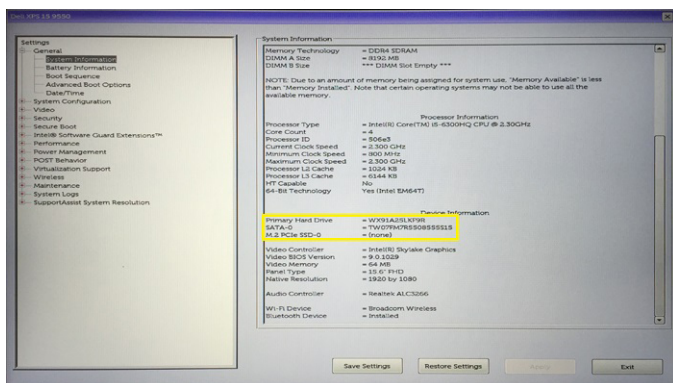 Dell XPS 15 9550
Settings
General
System Information
Battery Information
Boot Sequence
Advanced Boot Options
Date/Time
System Configuration
Video
Security
Secure Boot
Intel® Software Guard Extensions™
Performance
Power Management
POST Behavior
Virtualization Support
Wireless
Maintenance
System Logs
SupportAssist System Resolution
System Information
Memory Technology = DDR4 SDRAM
DIMM A Size = 8192 MB
DIMM B Size *** DIMM Slot Empty ***
NOTE: Due to an amount of memory being assigned for system use, "Memory Available" is less
than "Memory Installed". Note that certain operating systems may not be able to use all the
available memory.
Processor Information
Processor Type = Intel(R) Core(TM) i5-6300HQ CPU @ 2.30GHz
Core Count = 4
Processor ID = 506e3
Current Clock Speed = 2.300 GHz
Minimum Clock Speed = 800 MHz
Maximum Clock Speed = 2.300 GHz
Processor L2 Cache = 1024 KB
Processor L3 Cache = 6144 KB
HT Capable No
64-Bit Technology Yes (Intel EM64T)
Device Information
Primary Hard Drive
SATA-0
M.2 PCIe SSD-0 = (none)
Video Controller = Intel(R) Skylake Graphics
Video BIOS Version = 9.0.1029
Video Memory = 64 MB
Panel Type = 15.6" FHD
Native Resolution = 1920 by 1080
Audio Controller = Realtek ALC3266
Wi-Fi Device = Broadcom Wireless
Bluetooth Device = Installed
Save Settings
Restore Settings
Apply
Exit